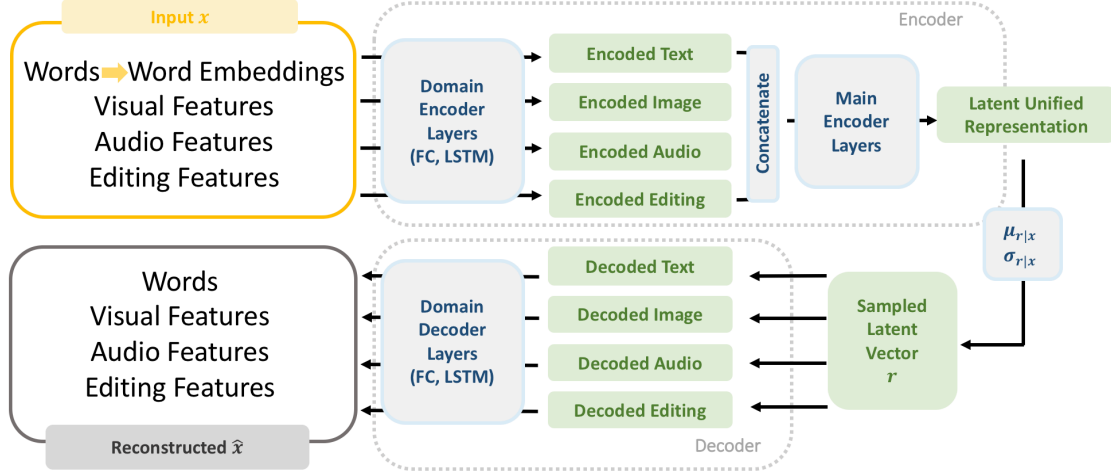 Input x
Words Word Embeddings
Visual Features
Audio Features
Editing Features
Encoder
Domain
Encoder
Layers
(FC, LSTM)
Encoded Text
Encoded Image
Encoded Audio
Encoded Editing
Concatenate
Main
Encoder
Layers
Latent Unified
Representation
μr|x
σr|x
Sampled
Latent
Vector
r
Decoded Text
Decoded Image
Decoded Audio
Decoded Editing
Decoder
Domain
Decoder
Layers
(FC, LSTM)
Words
Visual Features
Audio Features
Editing Features
Reconstructed x̂